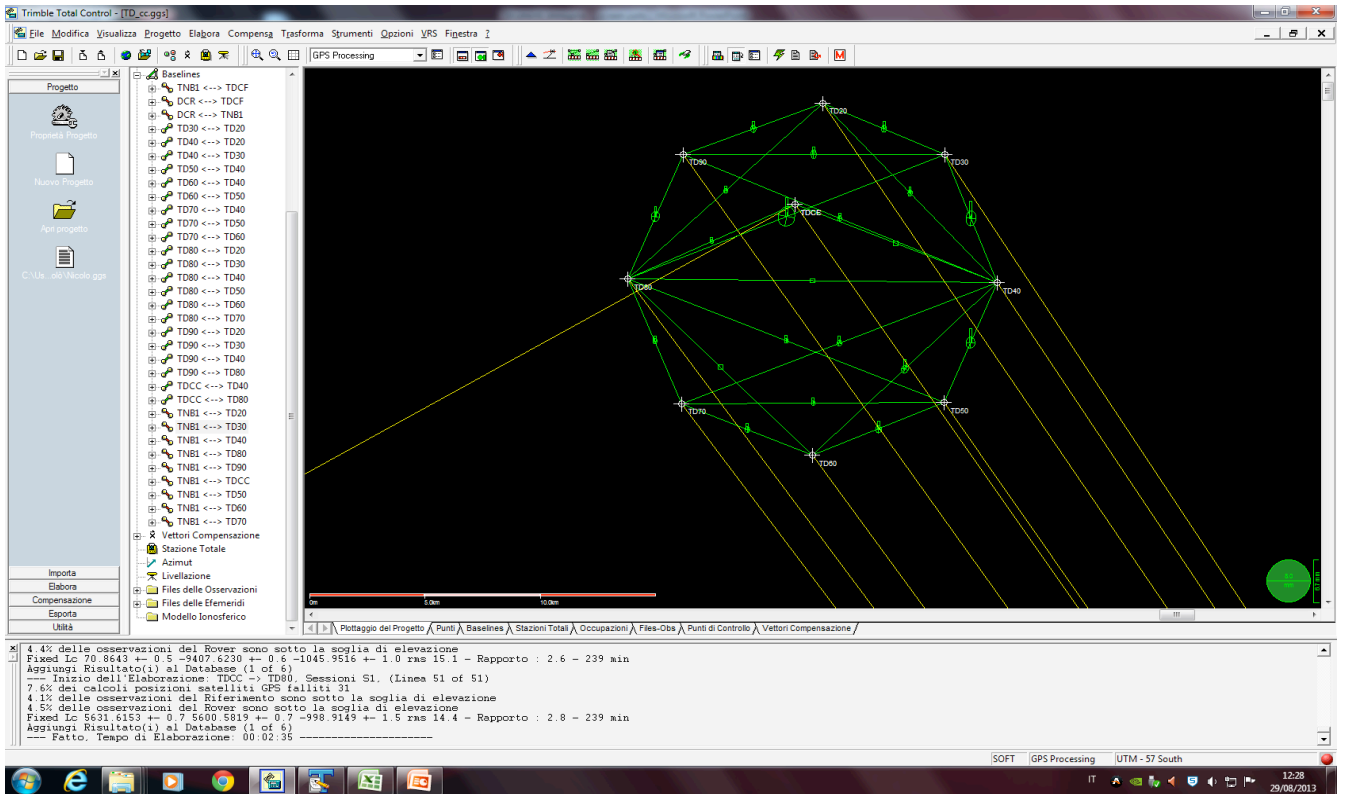 Trimble Total Control - [TD_cc.ggs]
File Modifica Visualizza Progetto Elabora Compensa Trasforma Strumenti Opzioni VRS Finestra ?
GPS Processing
Progetto
Proprietà Progetto
Nuovo Progetto
Apri progetto
Importa
Elabora
Compensazione
Esporta
Utilità
Baselines
TNB1 <--> TDCF
DCR <--> TDCF
DCR <--> TNB1
TD30 <--> TD20
TD40 <--> TD20
TD40 <--> TD30
TD50 <--> TD40
TD60 <--> TD40
TD60 <--> TD50
TD70 <--> TD40
TD70 <--> TD50
TD70 <--> TD60
TD80 <--> TD20
TD80 <--> TD30
TD80 <--> TD40
TD80 <--> TD50
TD80 <--> TD60
TD80 <--> TD70
TD90 <--> TD20
TD90 <--> TD30
TD90 <--> TD40
TD90 <--> TD80
TDCC <--> TD40
TDCC <--> TD80
TNB1 <--> TD20
TNB1 <--> TD30
TNB1 <--> TD40
TNB1 <--> TD80
TNB1 <--> TD90
TNB1 <--> TDCC
TNB1 <--> TD50
TNB1 <--> TD60
TNB1 <--> TD70
Vettori Compensazione
Stazione Totale
Azimut
Livellazione
Files delle Osservazioni
Files delle Efemeridi
Modello Ionosferico
TD20
TD90
TD30
TD80
TD40
TD70
TD50
TD60
0m 5.0km 10.0km
Plottaggio del Progetto Punti Baselines Stazioni Totali Occupazioni Files-Obs Punti di Controllo Vettori Compensazione
4.4% delle osservazioni del Rover sono sotto la soglia di elevazione
Fixed Lc 70.8643 +- 0.5 -9407.6230 +- 0.6 -1045.9516 +- 1.0 rms 15.1 - Rapporto : 2.6 - 239 min
Aggiungi Risultato(i) al Database (1 of 6)
--- Inizio dell'Elaborazione: TDCC -> TD80, Sessioni S1, (Linea 51 of 51)
7.6% dei calcoli posizioni satelliti GPS falliti 31
4.1% delle osservazioni del Riferimento sono sotto la soglia di elevazione
4.5% delle osservazioni del Rover sono sotto la soglia di elevazione
Fixed Lc 5631.6153 +- 0.7 5600.5819 +- 0.7 -998.9149 +- 1.5 rms 14.4 - Rapporto : 2.8 - 239 min
Aggiungi Risultato(i) al Database (1 of 6)
--- Fatto, Tempo di Elaborazione: 00:02:35 ---------------------
SOFT GPS Processing UTM - 57 South
IT 12:28
29/08/2013